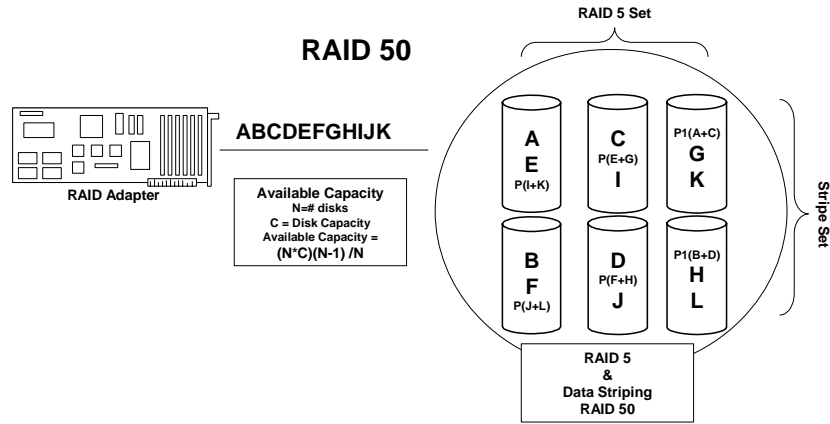 RAID 5 Set
RAID 50
ABCDEFGHIJK
RAID Adapter
Available Capacity
N=# disks
C = Disk Capacity
Available Capacity =
(N*C)(N-1) /N
A
E
P(I+K)
C
P(E+G)
I
P1(A+C)
G
K
B
F
P(J+L)
D
P(F+H)
J
P1(B+D)
H
L
Stripe Set
RAID 5
&
Data Striping
RAID 50